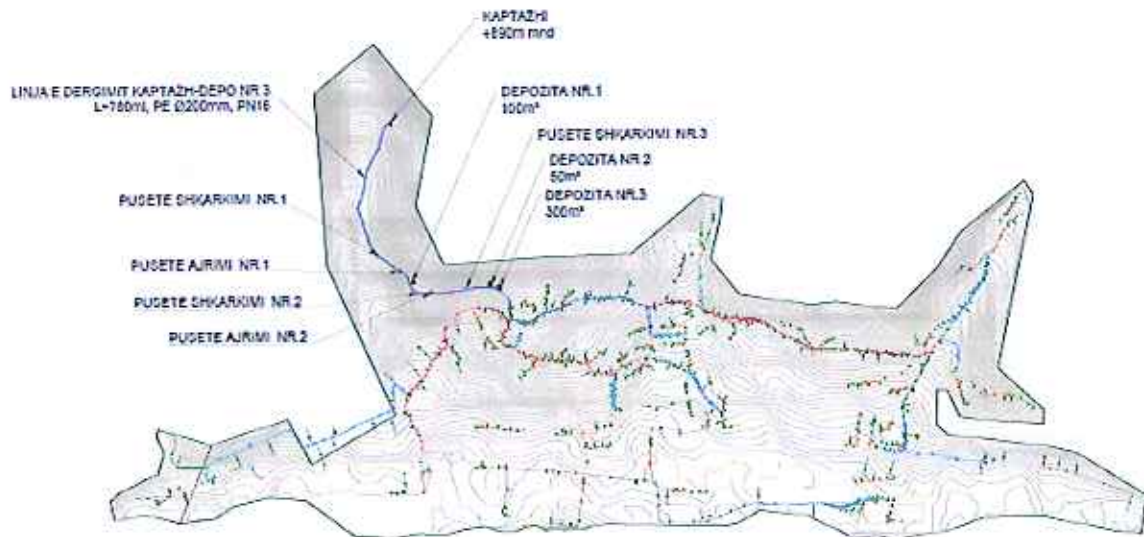 KAPTAZHI
+890m mnd
LINJA E DERGIMIT KAPTAZH-DEPO NR.3
L=780ml, PE Ø200mm, PN16
DEPOZITA NR.1
100m³
PUSETE SHKARKIMI NR.3
DEPOZITA NR.2
50m³
DEPOZITA NR.3
300m³
PUSETE SHKARKIMI NR.1
PUSETE AJRIMI NR.1
PUSETE SHKARKIMI NR.2
PUSETE AJRIMI NR.2